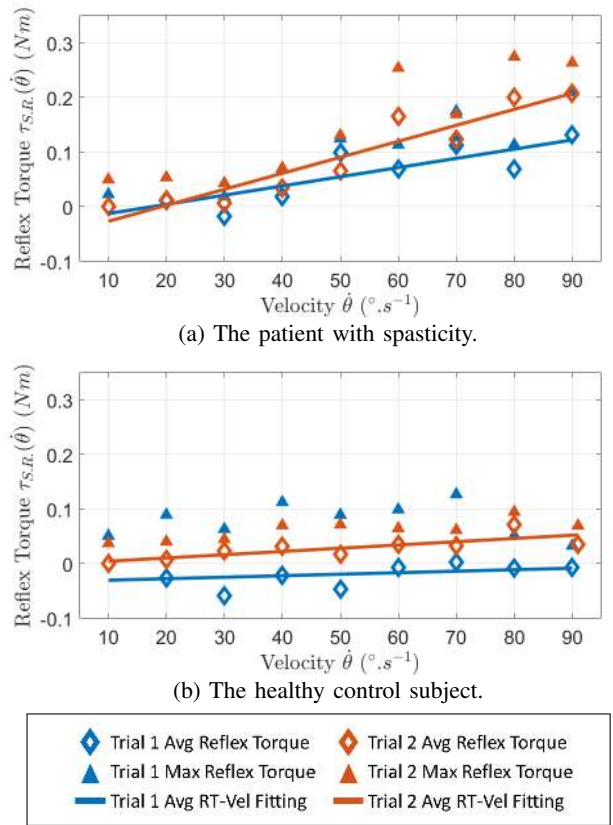 Reflex Torque τ_{S.R.}(θ̇) (Nm)
0.3
0.2
0.1
0
-0.1
10 20 30 40 50 60 70 80 90
Velocity θ̇ (°.s⁻¹)
(a) The patient with spasticity.
Reflex Torque τ_{S.R.}(θ̇) (Nm)
0.3
0.2
0.1
0
-0.1
10 20 30 40 50 60 70 80 90
Velocity θ̇ (°.s⁻¹)
(b) The healthy control subject.
Trial 1 Avg Reflex Torque Trial 2 Avg Reflex Torque
Trial 1 Max Reflex Torque Trial 2 Max Reflex Torque
Trial 1 Avg RT-Vel Fitting Trial 2 Avg RT-Vel Fitting